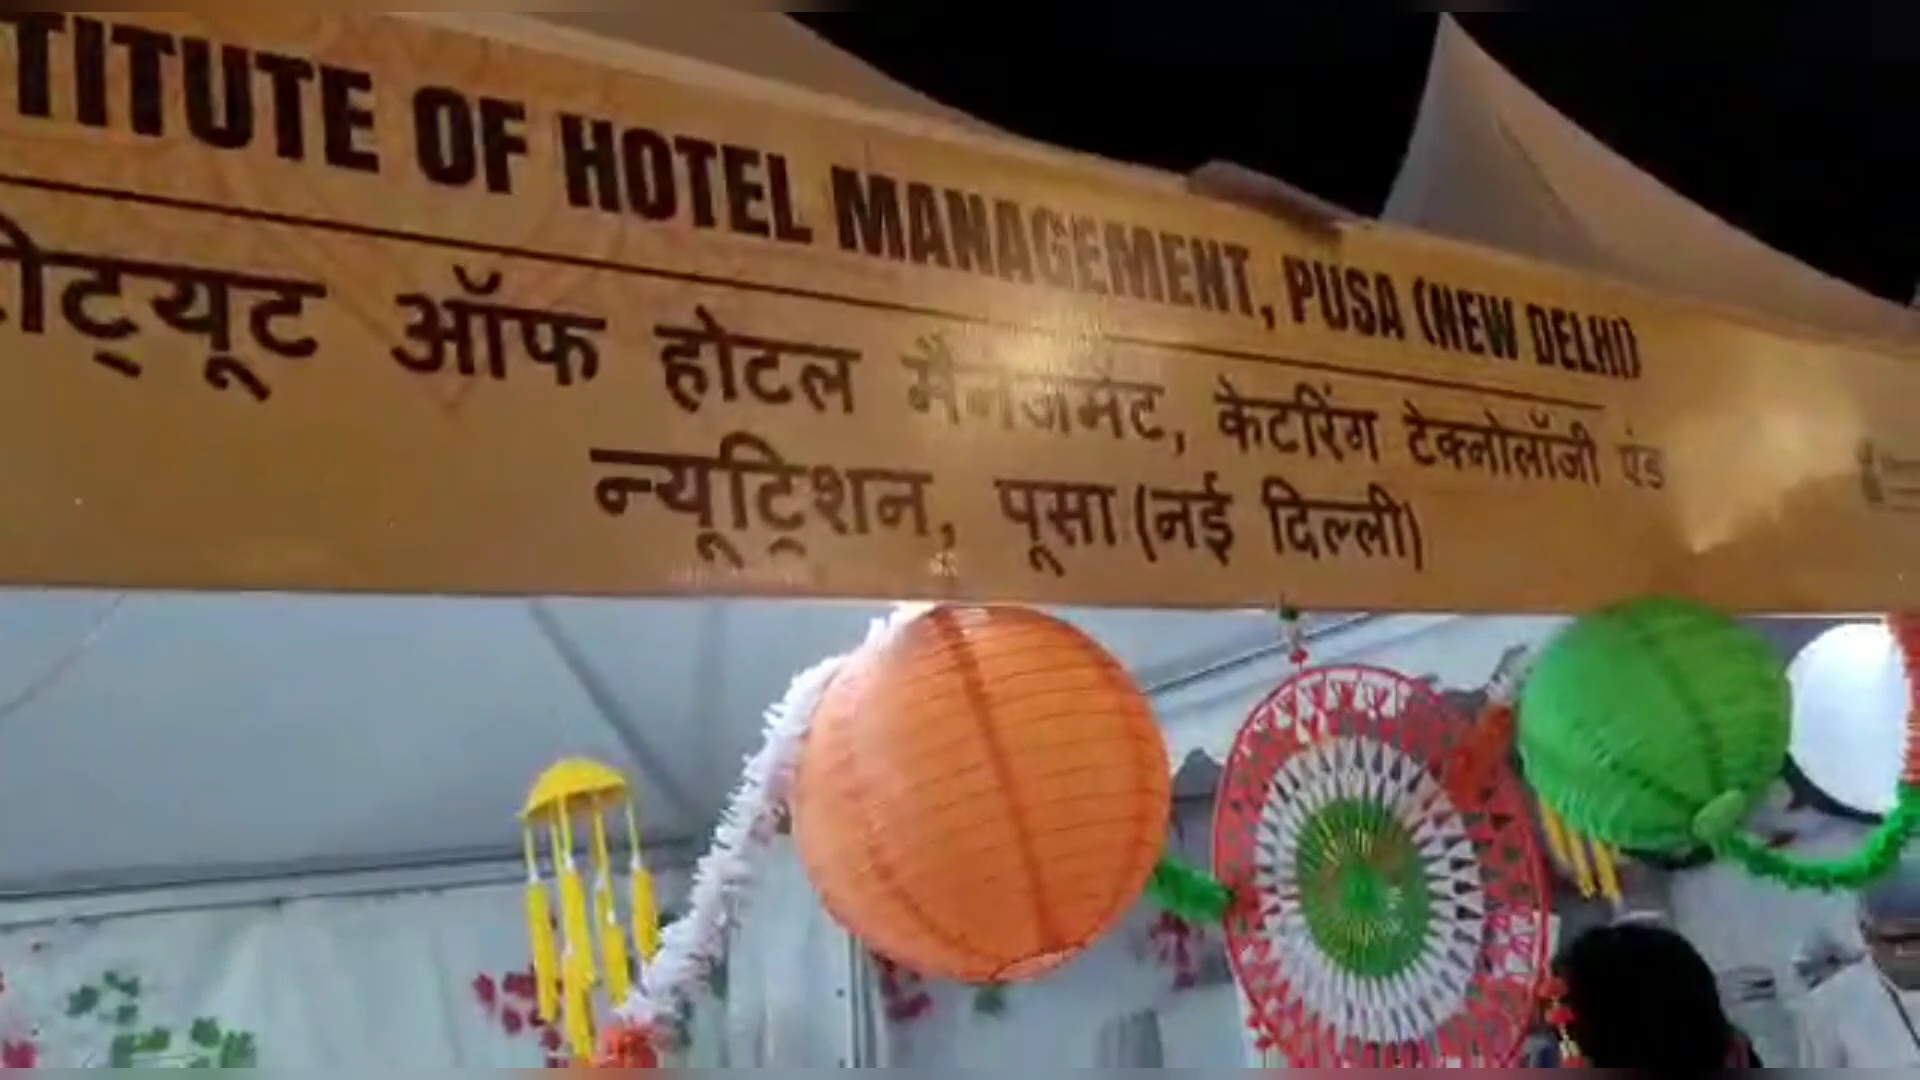 TITUTE OF HOTEL MANAGEMENT, PUSA (NEW DELHI)
ीट्यूट ऑफ होटल मैनेजमेंट, केटरिंग टेक्नोलॉजी एंड
न्यूट्रिशन, पूसा (नई दिल्ली)